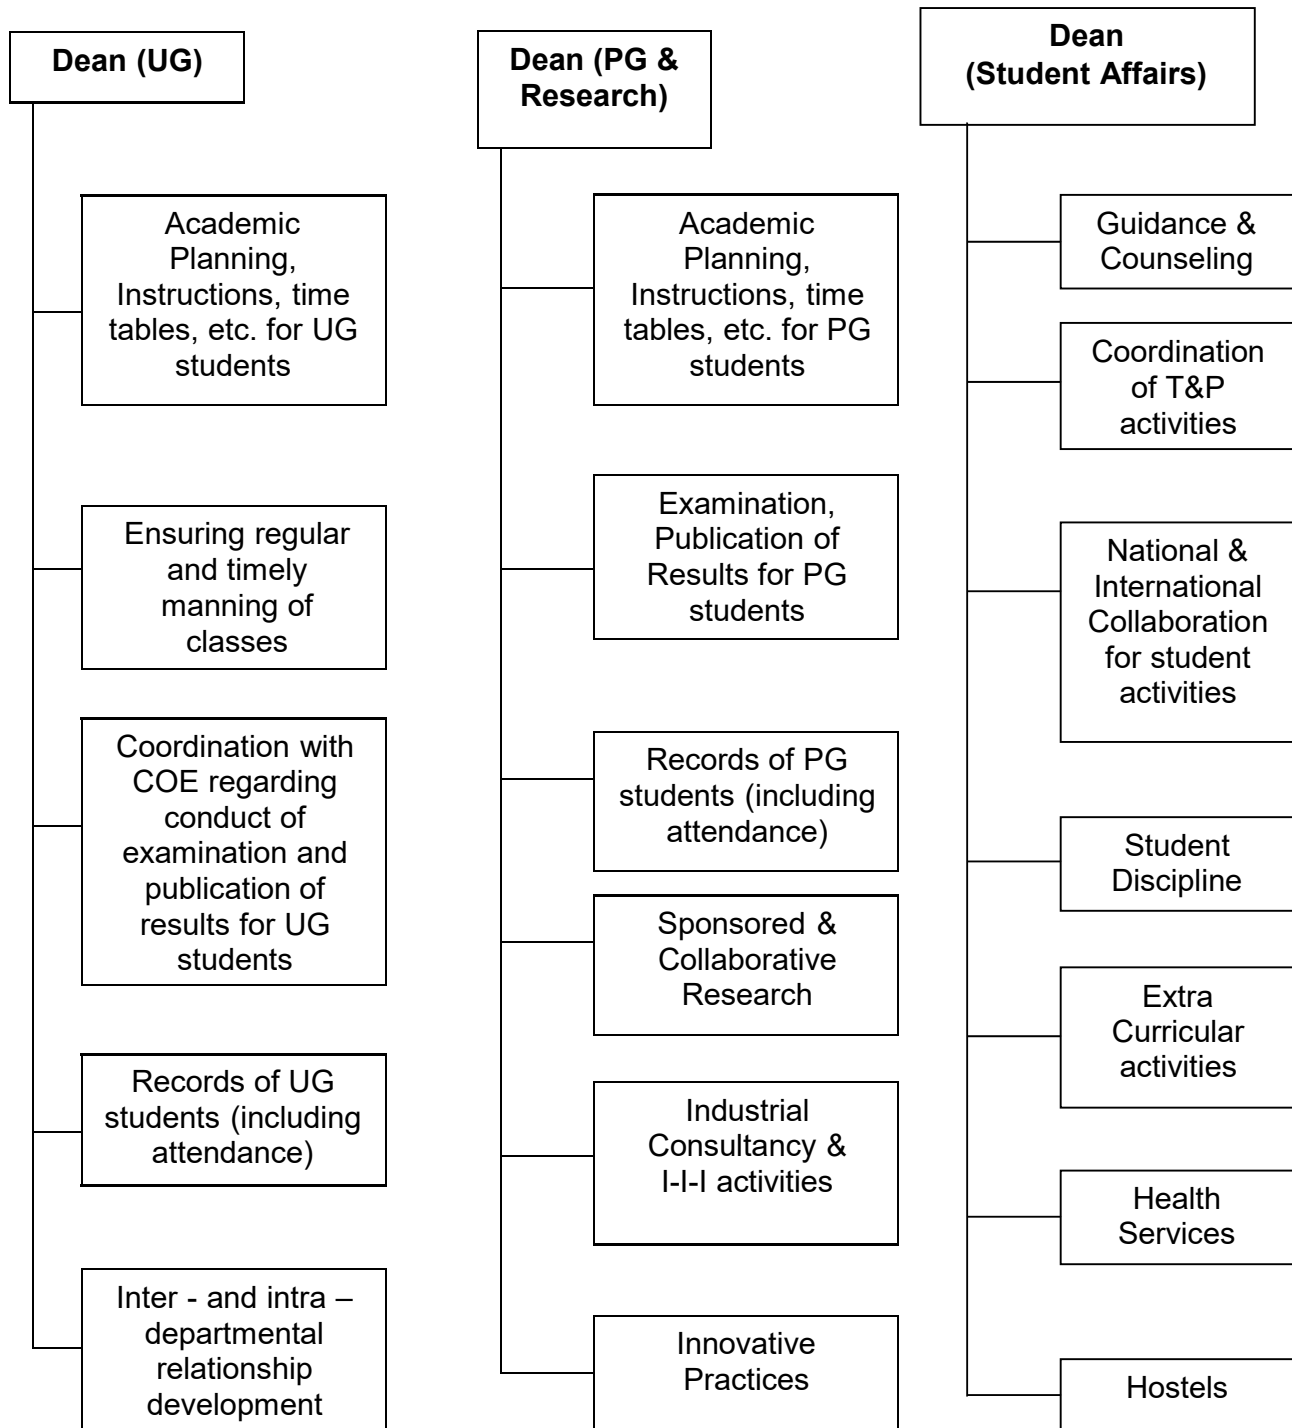 Dean (UG)
Academic
Planning,
Instructions, time
tables, etc. for UG
students
Ensuring regular
and timely
manning of
classes
Coordination with
COE regarding
conduct of
examination and
publication of
results for UG
students
Records of UG
students (including
attendance)
Inter - and intra –
departmental
relationship
development
Dean (PG &
Research)
Academic
Planning,
Instructions, time
tables, etc. for PG
students
Examination,
Publication of
Results for PG
students
Records of PG
students (including
attendance)
Sponsored &
Collaborative
Research
Industrial
Consultancy &
I-I-I activities
Innovative
Practices
Dean
(Student Affairs)
Guidance &
Counseling
Coordination
of T&P
activities
National &
International
Collaboration
for student
activities
Student
Discipline
Extra
Curricular
activities
Health
Services
Hostels